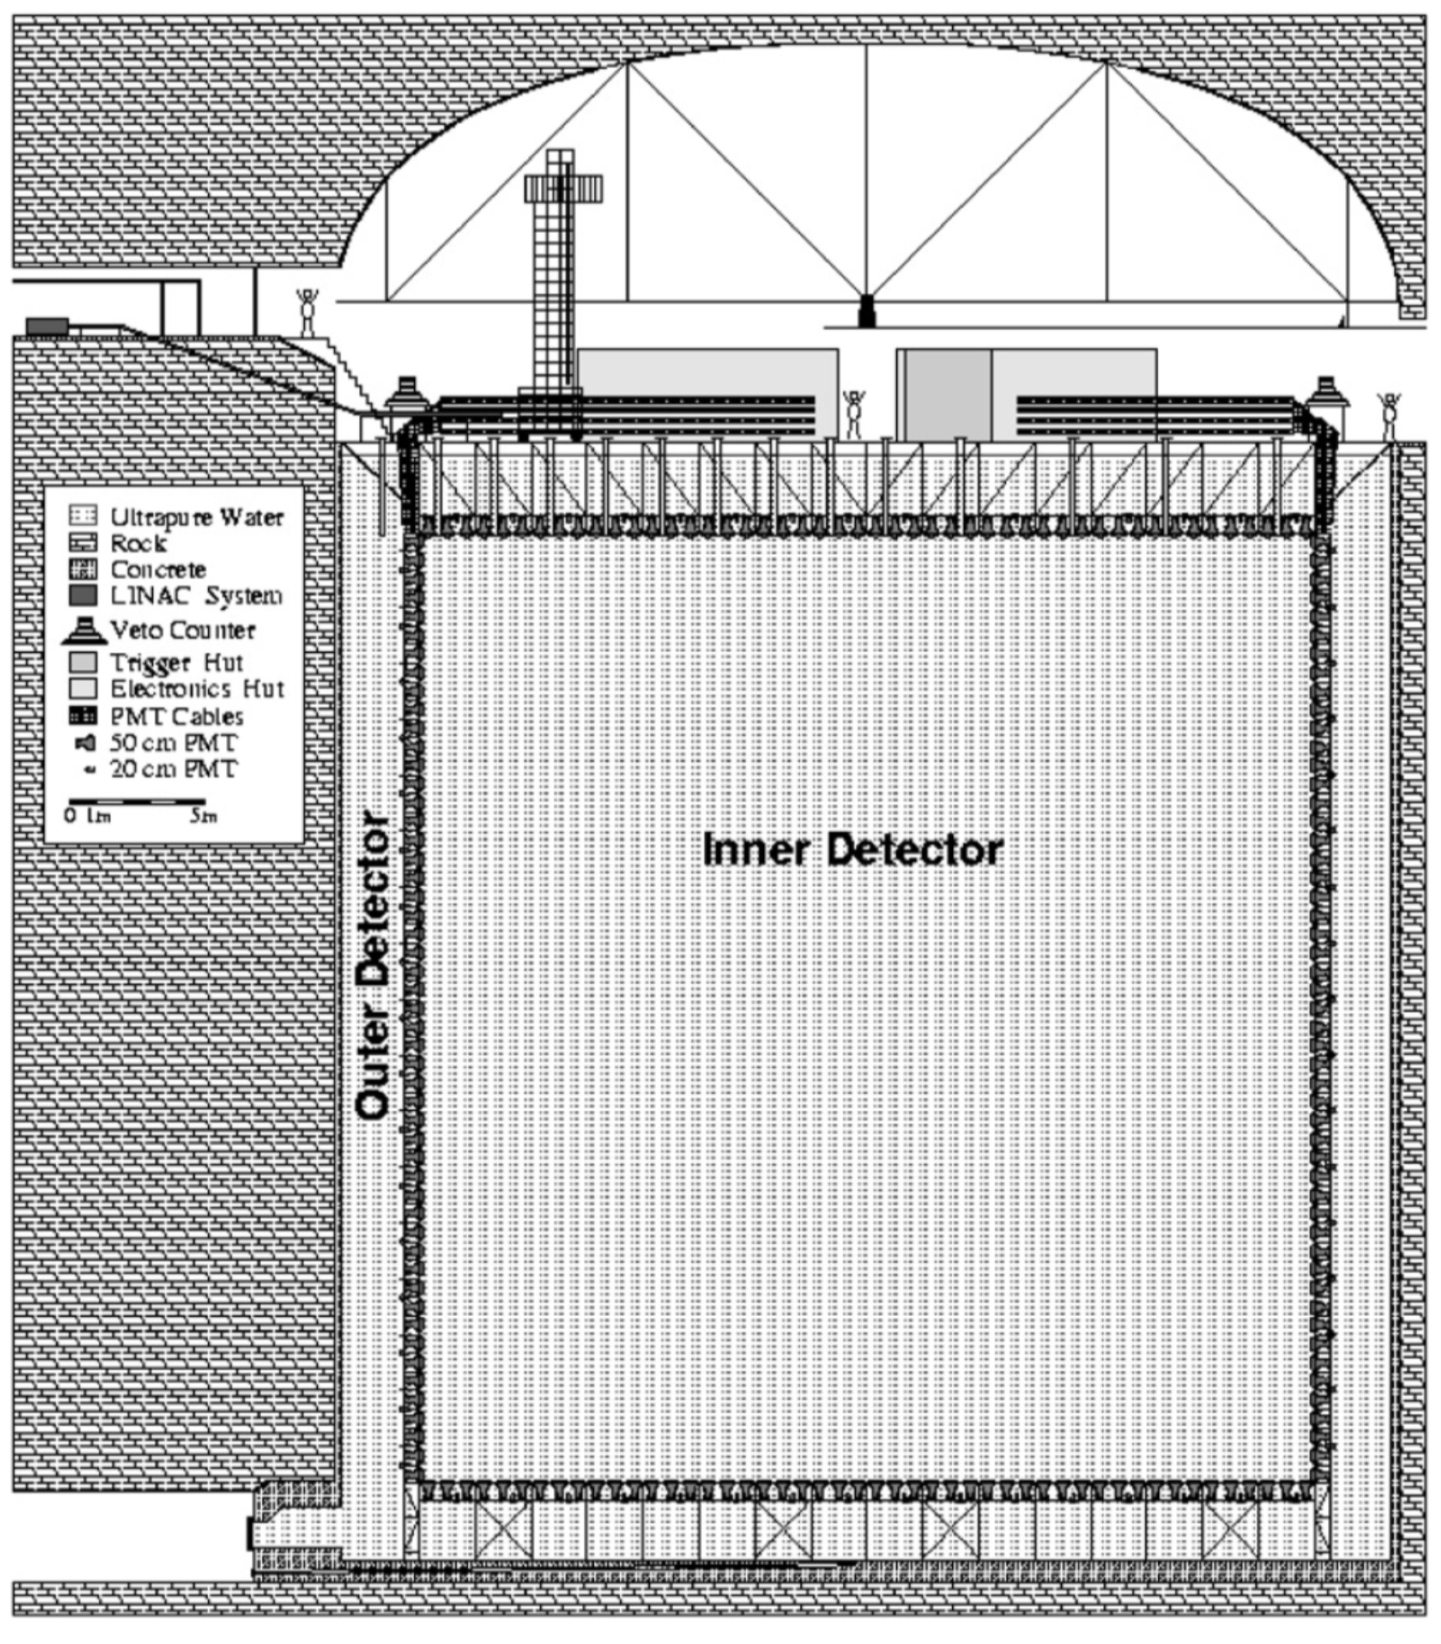 Ultrapure Water
Rock
Concrete
LINAC System
Veto Counter
Trigger Hut
Electronics Hut
PMT Cables
50 cm PMT
20 cm PMT
0 1m 5m
Inner Detector
Outer Detector